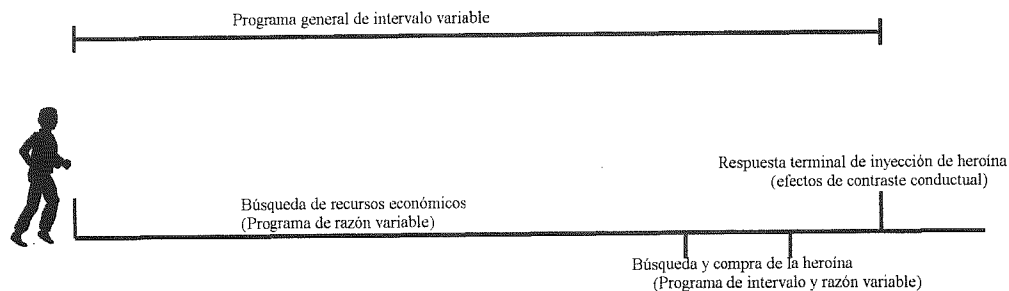 Programa general de intervalo variable
Respuesta terminal de inyección de heroína
(efectos de contraste conductual)
Búsqueda de recursos económicos
(Programa de razón variable)
Búsqueda y compra de la heroína
(Programa de intervalo y razón variable)